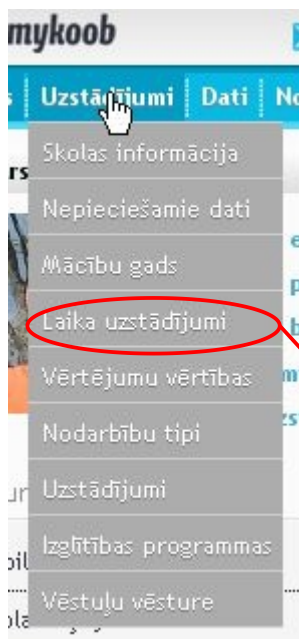 mykoob
Uzstādījumi Dati
Skolas informācija
Nepieciešamie dati
Mācību gads
Laika uzstādījumi
Vērtējumu vērtības
Nodarbību tipi
Uzstādījumi
Izglītības programmas
Vēstuļu vēsture